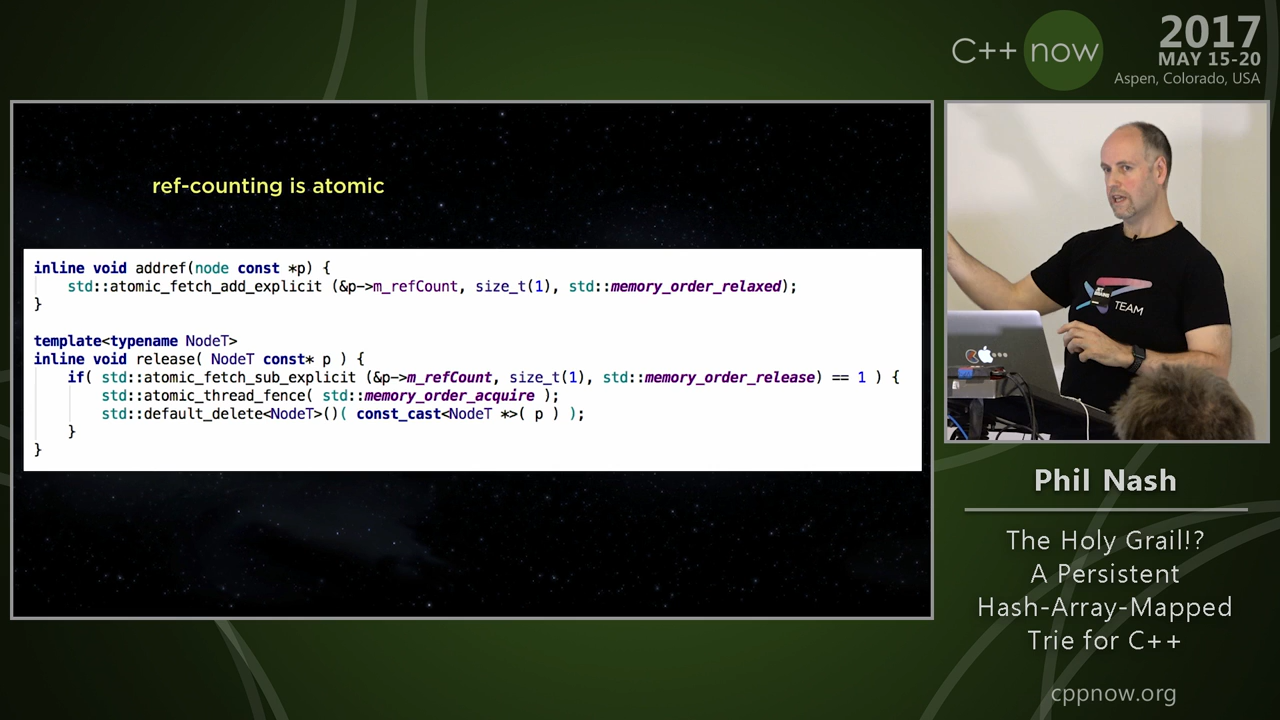 C++ now
2017
MAY 15-20
Aspen, Colorado, USA
ref-counting is atomic
inline void addref(node const *p) {
    std::atomic_fetch_add_explicit (&p->m_refCount, size_t(1), std::memory_order_relaxed);
}
template<typename NodeT>
inline void release( NodeT const* p ) {
    if( std::atomic_fetch_sub_explicit (&p->m_refCount, size_t(1), std::memory_order_release) == 1 ) {
        std::atomic_thread_fence( std::memory_order_acquire );
        std::default_delete<NodeT>()( const_cast<NodeT *>( p ) );
    }
}
TEAM
Phil Nash
The Holy Grail!?
A Persistent
Hash-Array-Mapped
Trie for C++
cppnow.org